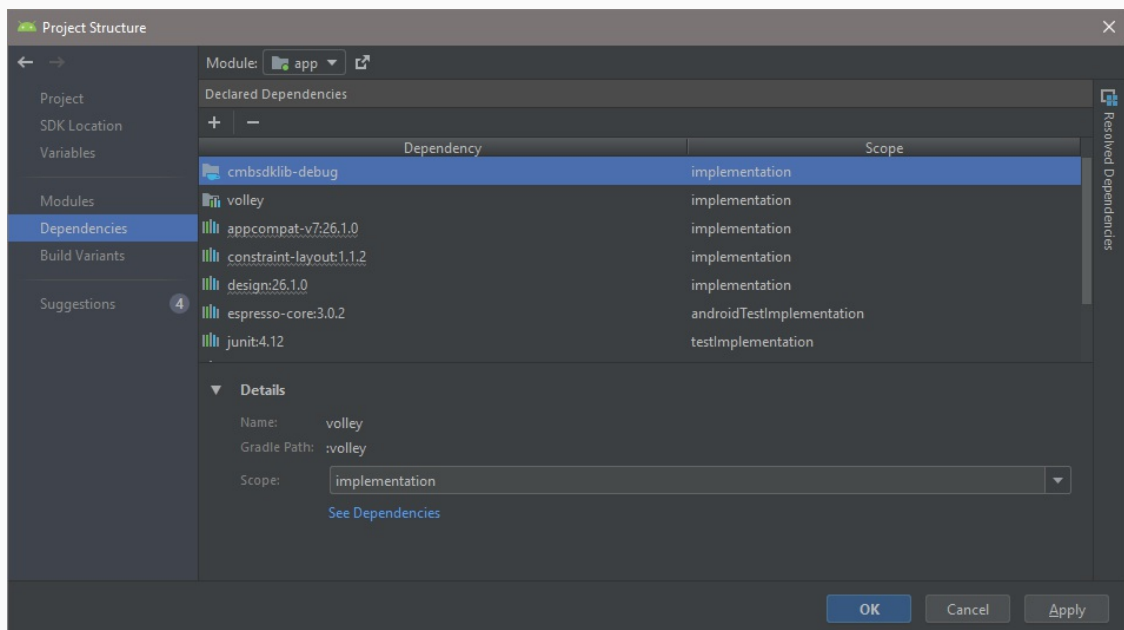 Project Structure
Module: app
Project
SDK Location
Variables
Modules
Dependencies
Build Variants
Suggestions 4
Declared Dependencies
Dependency Scope
cmbsdklib-debug implementation
volley implementation
appcompat-v7:26.1.0 implementation
constraint-layout:1.1.2 implementation
design:26.1.0 implementation
espresso-core:3.0.2 androidTestImplementation
junit:4.12 testImplementation
Details
Name: volley
Gradle Path: :volley
Scope: implementation
See Dependencies
Resolved Dependencies
OK Cancel Apply